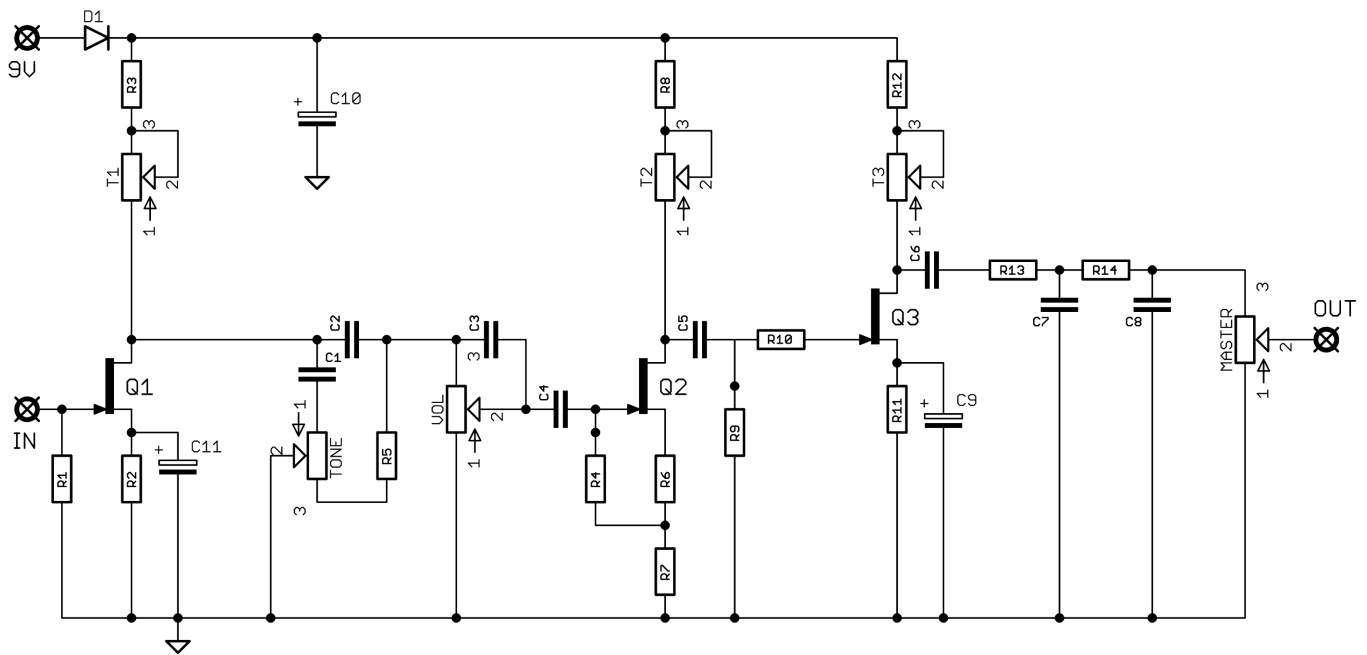 D1
9V
R3
3
T1
2
1
+
C10
R8
3
T2
2
1
R12
3
T3
2
1
C6
R13
R14
C7
C8
3
MASTER
2
1
OUT
Q3
R10
C5
C2
C1
C3
3
VOL
2
1
C4
Q2
Q1
IN
R1
R2
+
C11
1
2
TONE
3
R5
R4
R6
R7
R9
R11
+
C9